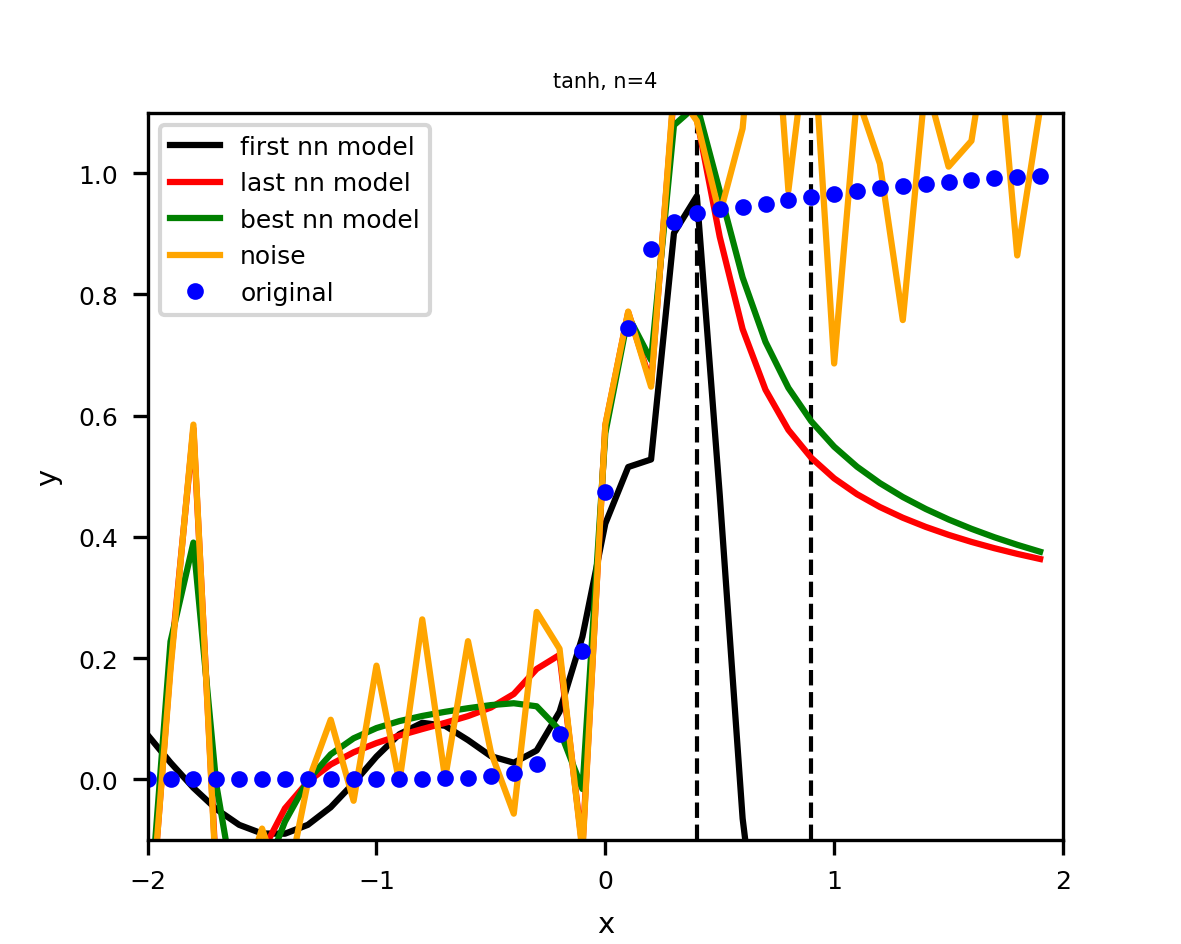 tanh, n=4
first nn model
last nn model
best nn model
noise
original
y
1.0
0.8
0.6
0.4
0.2
0.0
−2
−1
0
1
2
x